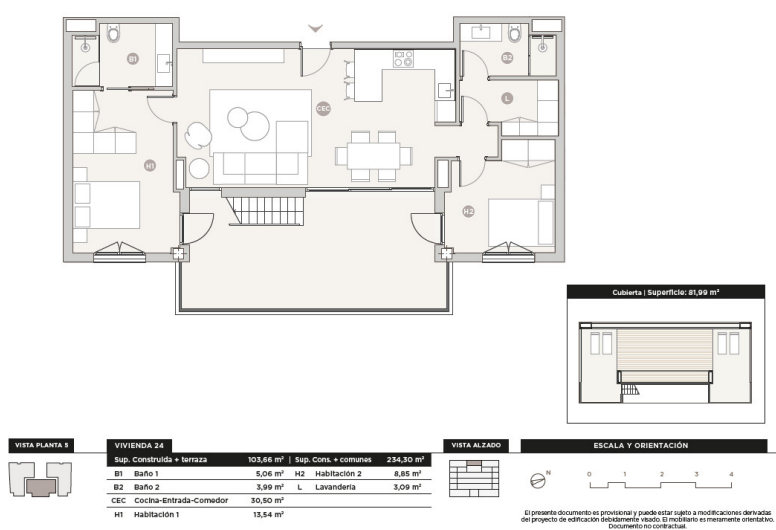 B1
B2
CEC
L
H1
H2
Cubierta | Superficie: 81,99 m²
VISTA PLANTA 5
VIVIENDA 24
Sup. Construida + terraza 103,66 m² | Sup. Cons. + comunes 234,30 m²
B1 Baño 1 5,06 m² H2 Habitación 2 8,85 m²
B2 Baño 2 3,99 m² L Lavandería 3,09 m²
CEC Cocina-Entrada-Comedor 30,50 m²
H1 Habitación 1 13,54 m²
VISTA ALZADO
ESCALA Y ORIENTACIÓN
N
0 1 2 3 4
El presente documento es provisional y puede estar sujeto a modificaciones derivadas
del proyecto de edificación debidamente visado. El mobiliario es meramente orientativo.
Documento no contractual.